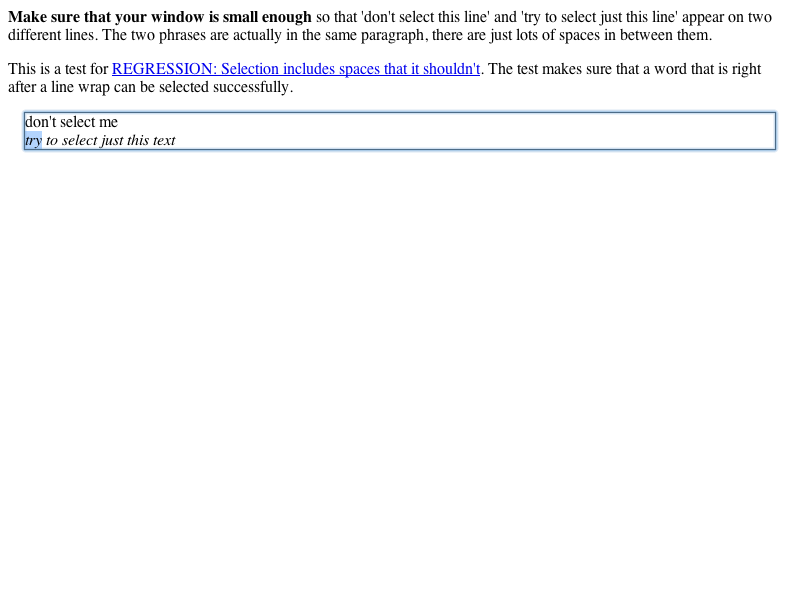 Make sure that your window is small enough so that 'don't select this line' and 'try to select just this line' appear on two
different lines. The two phrases are actually in the same paragraph, there are just lots of spaces in between them.
This is a test for REGRESSION: Selection includes spaces that it shouldn't. The test makes sure that a word that is right
after a line wrap can be selected successfully.
don't select me
try to select just this text